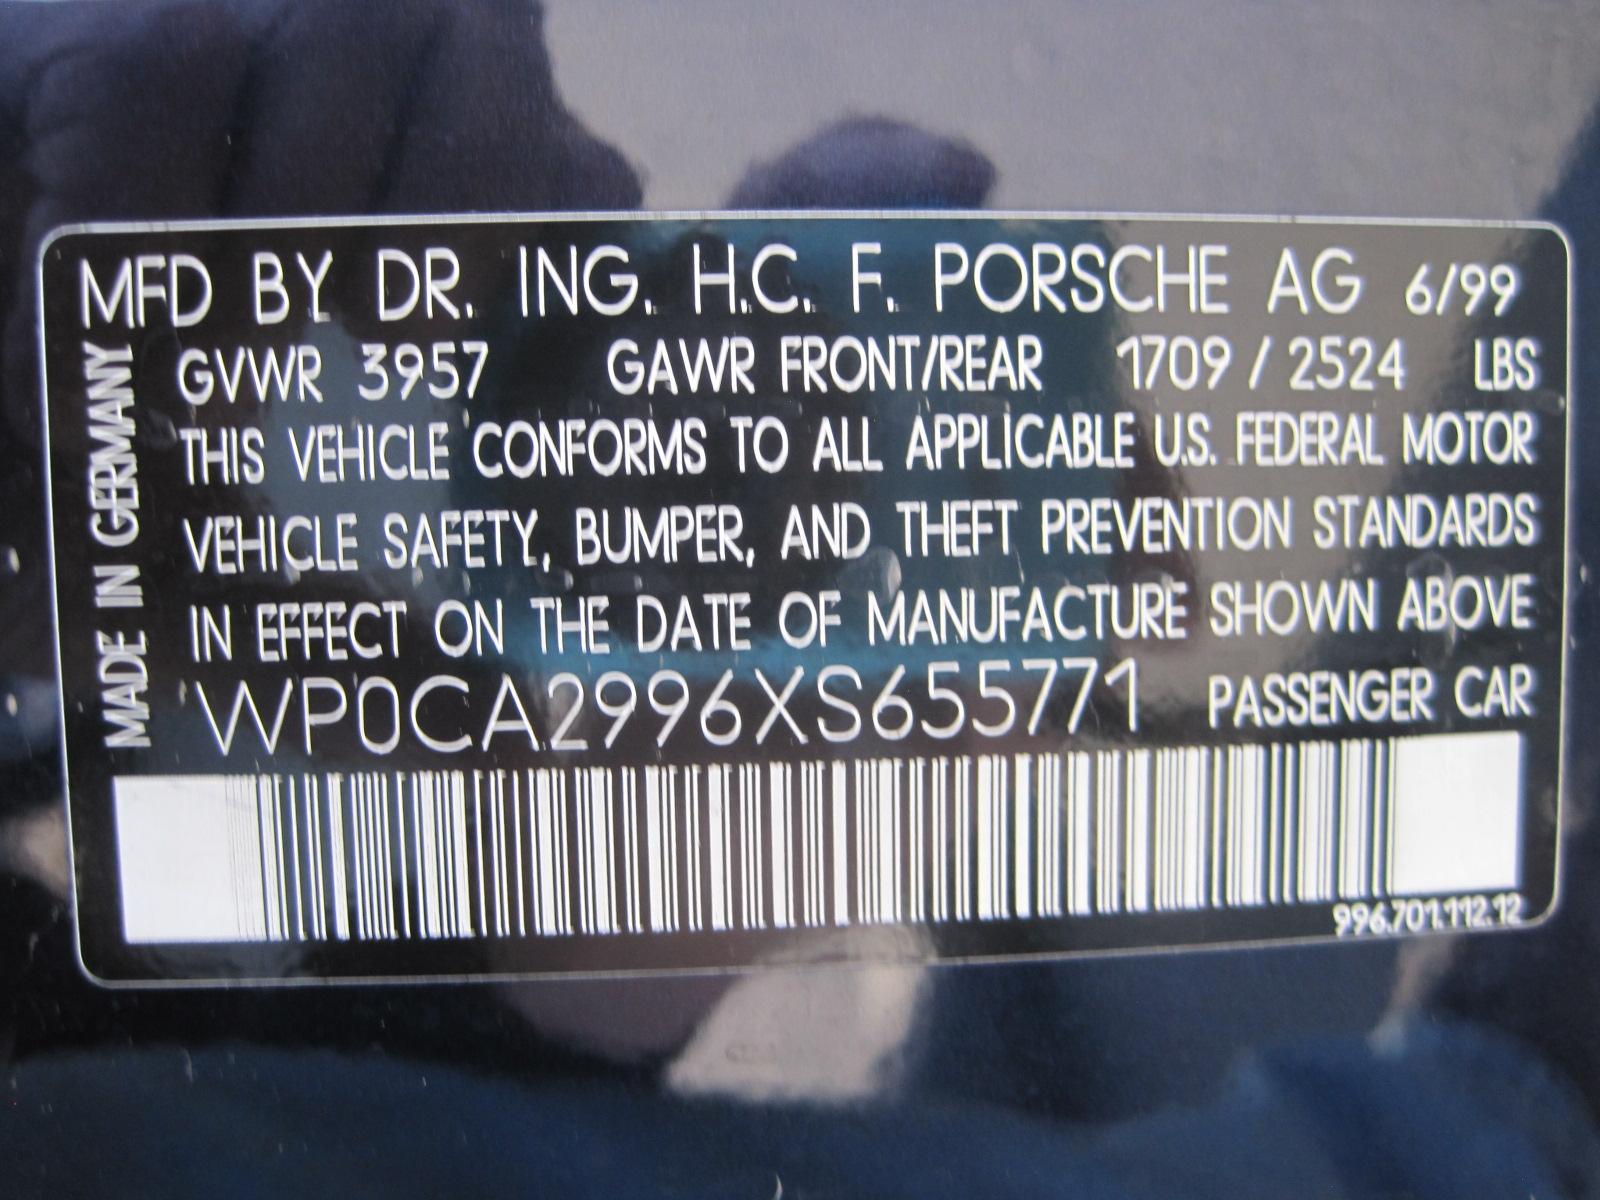 MFD BY DR. ING. H.C. F. PORSCHE AG 6/99
GVWR 3957 GAWR FRONT/REAR 1709 / 2524 LBS
THIS VEHICLE CONFORMS TO ALL APPLICABLE U.S. FEDERAL MOTOR
VEHICLE SAFETY, BUMPER, AND THEFT PREVENTION STANDARDS
IN EFFECT ON THE DATE OF MANUFACTURE SHOWN ABOVE
WP0CA2996XS655771 PASSENGER CAR
996.701.112.12
MADE IN GERMANY